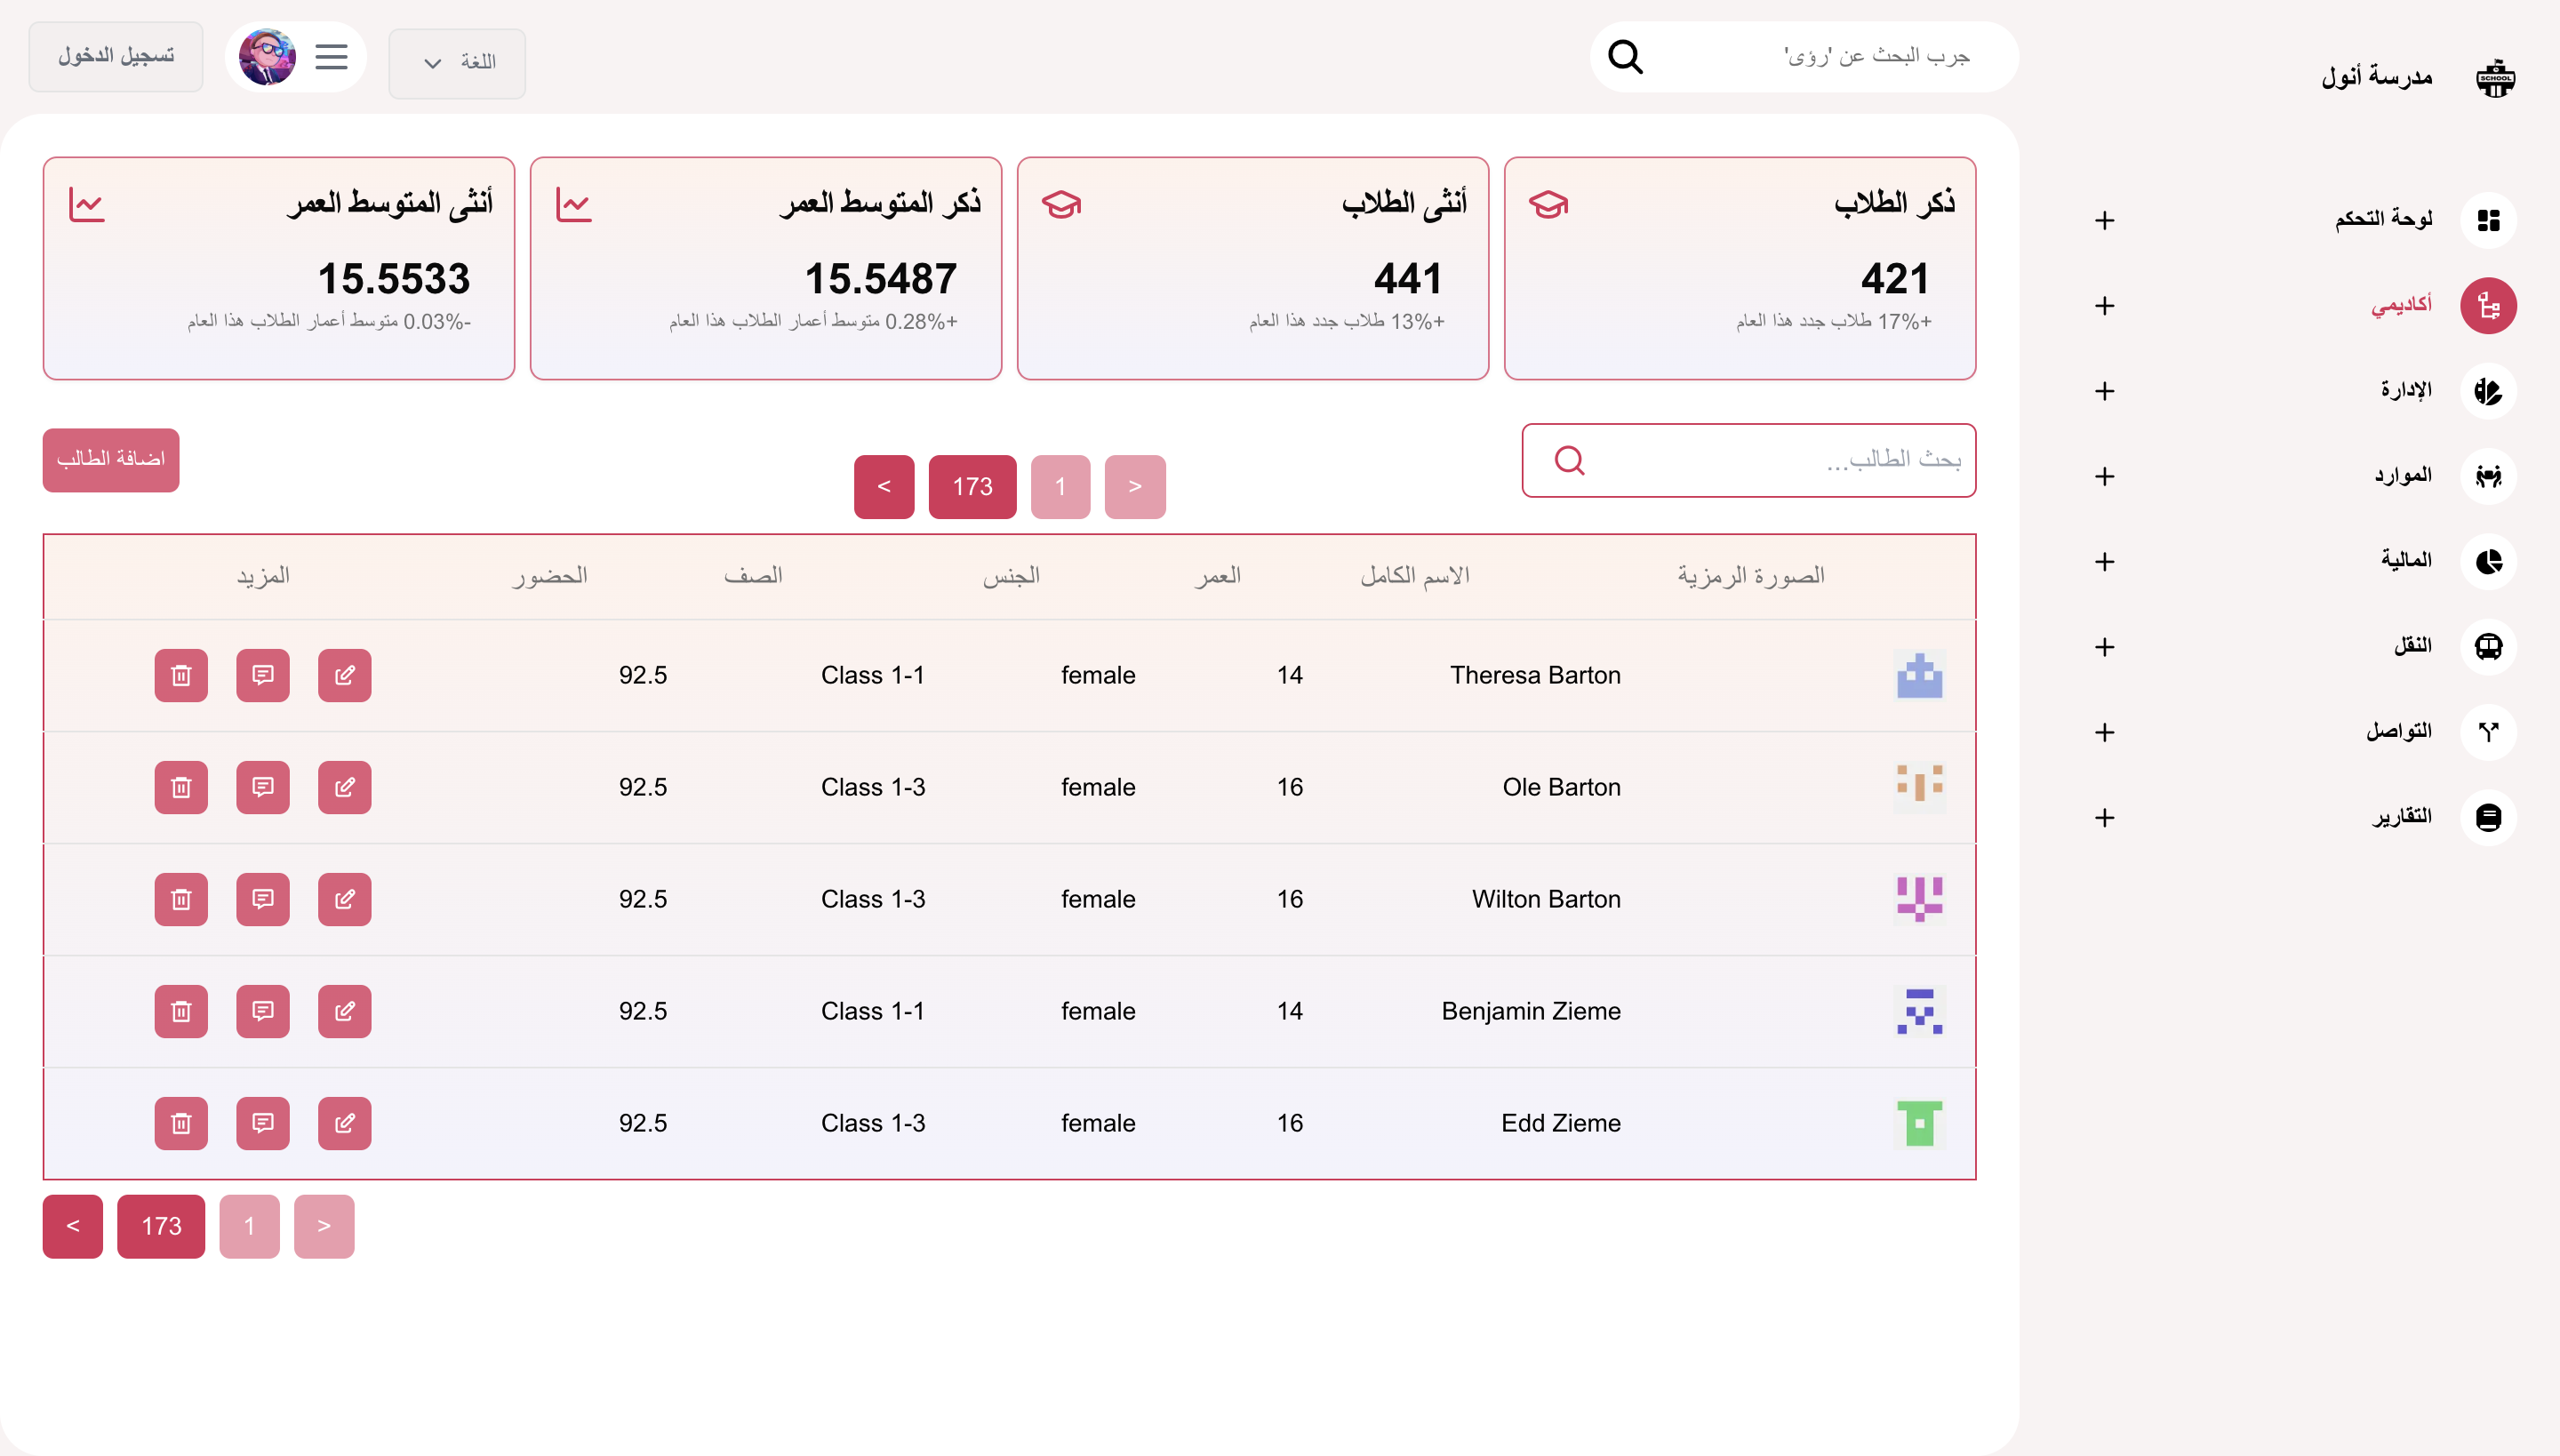 مدرسة أنول
SCHOOL
لوحة التحكم
أكاديمي
الإدارة
الموارد
المالية
النقل
التواصل
التقارير
جرب البحث عن 'رؤى'
اللغة
تسجيل الدخول
ذكر الطلاب
421
+17% طلاب جدد هذا العام
أنثى الطلاب
441
+13% طلاب جدد هذا العام
ذكر المتوسط العمر
15.5487
+0.28% متوسط أعمار الطلاب هذا العام
أنثى المتوسط العمر
15.5533
-0.03% متوسط أعمار الطلاب هذا العام
بحث الطالب...
< 173 1 >
اضافة الطالب
الصورة الرمزية الاسم الكامل العمر الجنس الصف الحضور المزيد
Theresa Barton 14 female Class 1-1 92.5
Ole Barton 16 female Class 1-3 92.5
Wilton Barton 16 female Class 1-3 92.5
Benjamin Zieme 14 female Class 1-1 92.5
Edd Zieme 16 female Class 1-3 92.5
< 173 1 >